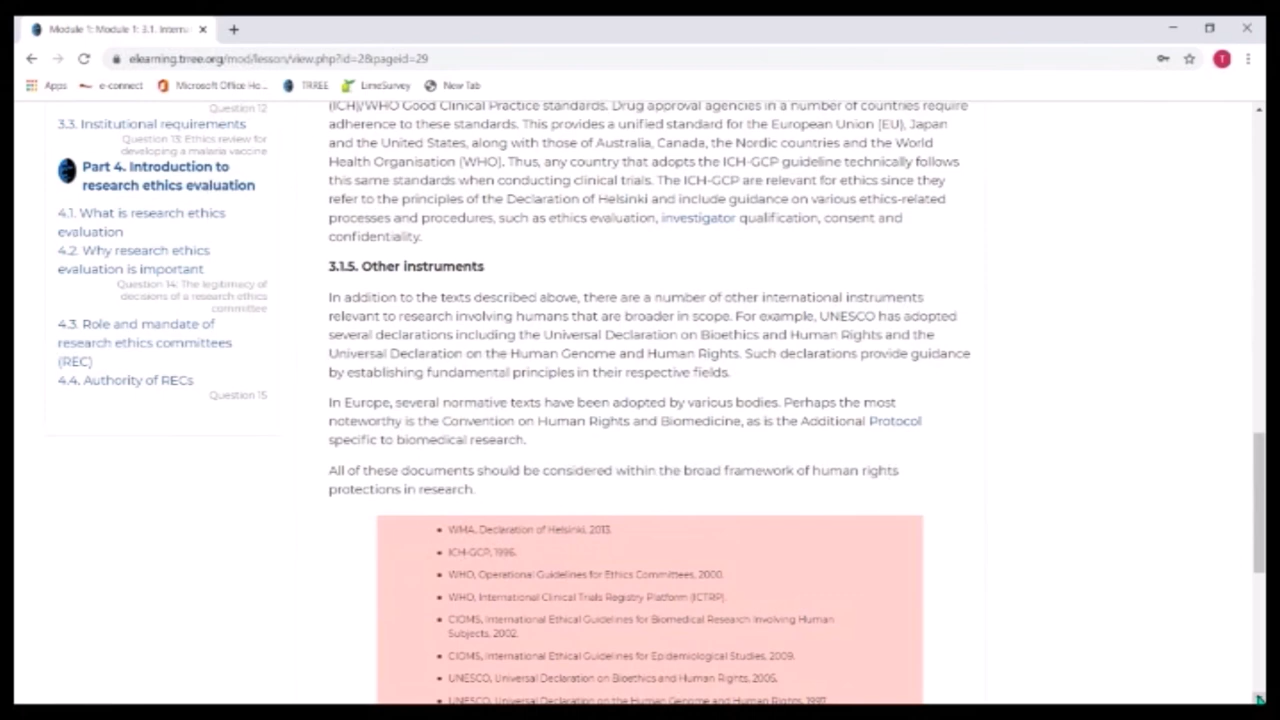 Module 1: Module 1: 3.1. Interna
elearning.trree.org/mod/lesson/view.php?id=28&pageid=29
T
Apps
e-connect
Microsoft Office Ho...
TRREE
LimeSurvey
New Tab
Question 12
3.3. Institutional requirements
Question 13: Ethics review for
developing a malaria vaccine
Part 4. Introduction to
research ethics evaluation
4.1. What is research ethics
evaluation
4.2. Why research ethics
evaluation is important
Question 14: The legitimacy of
decisions of a research ethics
committee
4.3. Role and mandate of
research ethics committees
(REC)
4.4. Authority of RECs
Question 15
(ICH)/WHO Good Clinical Practice standards. Drug approval agencies in a number of countries require
adherence to these standards. This provides a unified standard for the European Union (EU), Japan
and the United States, along with those of Australia, Canada, the Nordic countries and the World
Health Organisation (WHO). Thus, any country that adopts the ICH-GCP guideline technically follows
this same standards when conducting clinical trials. The ICH-GCP are relevant for ethics since they
refer to the principles of the Declaration of Helsinki and include guidance on various ethics-related
processes and procedures, such as ethics evaluation, investigator qualification, consent and
confidentiality.
3.1.5. Other instruments
In addition to the texts described above, there are a number of other international instruments
relevant to research involving humans that are broader in scope. For example, UNESCO has adopted
several declarations including the Universal Declaration on Bioethics and Human Rights and the
Universal Declaration on the Human Genome and Human Rights. Such declarations provide guidance
by establishing fundamental principles in their respective fields.
In Europe, several normative texts have been adopted by various bodies. Perhaps the most
noteworthy is the Convention on Human Rights and Biomedicine, as is the Additional Protocol
specific to biomedical research.
All of these documents should be considered within the broad framework of human rights
protections in research.
• WMA, Declaration of Helsinki, 2013.
• ICH-GCP, 1996.
• WHO, Operational Guidelines for Ethics Committees, 2000.
• WHO, International Clinical Trials Registry Platform (ICTRP).
• CIOMS, International Ethical Guidelines for Biomedical Research Involving Human
Subjects, 2002.
• CIOMS, International Ethical Guidelines for Epidemiological Studies, 2009.
• UNESCO, Universal Declaration on Bioethics and Human Rights, 2005.
• UNESCO, Universal Declaration on the Human Genome and Human Rights, 1997.